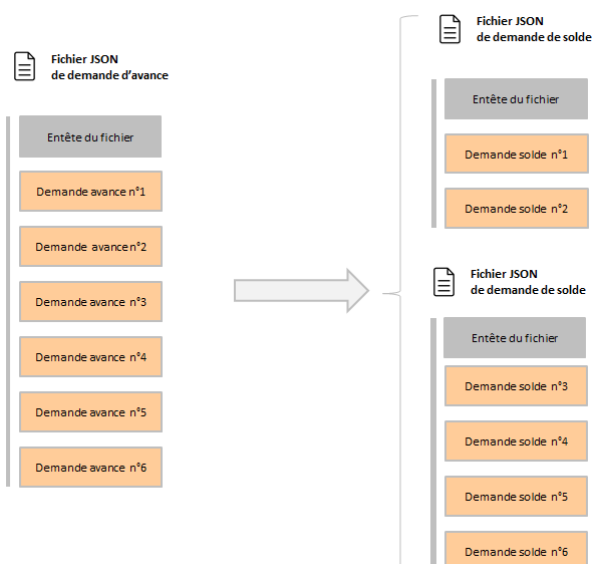 Fichier JSON
de demande d'avance
Entête du fichier
Demande avance n°1
Demande avance n°2
Demande avance n°3
Demande avance n°4
Demande avance n°5
Demande avance n°6
Fichier JSON
de demande de solde
Entête du fichier
Demande solde n°1
Demande solde n°2
Fichier JSON
de demande de solde
Entête du fichier
Demande solde n°3
Demande solde n°4
Demande solde n°5
Demande solde n°6